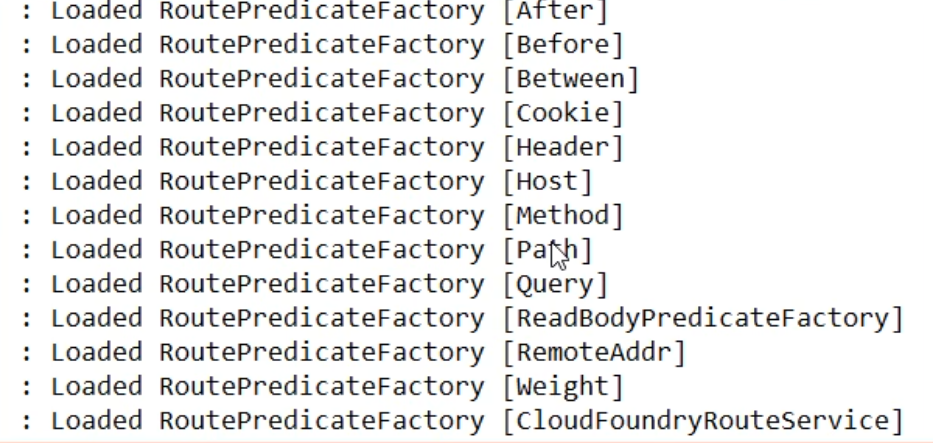 : Loaded RoutePredicateFactory [After]
: Loaded RoutePredicateFactory [Before]
: Loaded RoutePredicateFactory [Between]
: Loaded RoutePredicateFactory [Cookie]
: Loaded RoutePredicateFactory [Header]
: Loaded RoutePredicateFactory [Host]
: Loaded RoutePredicateFactory [Method]
: Loaded RoutePredicateFactory [Path]
: Loaded RoutePredicateFactory [Query]
: Loaded RoutePredicateFactory [ReadBodyPredicateFactory]
: Loaded RoutePredicateFactory [RemoteAddr]
: Loaded RoutePredicateFactory [Weight]
: Loaded RoutePredicateFactory [CloudFoundryRouteService]